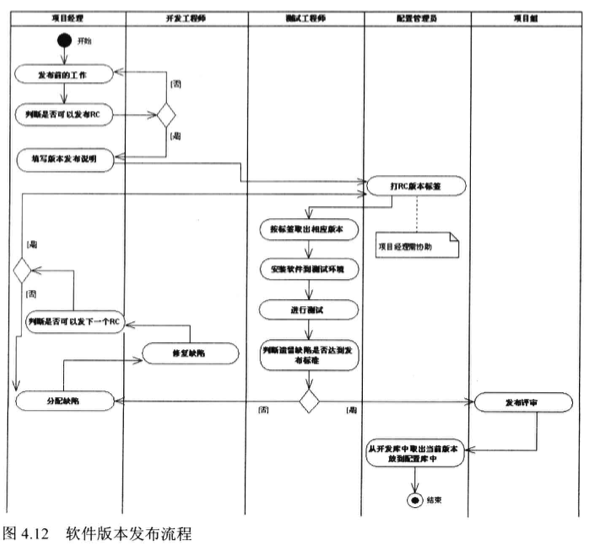 项目经理 开发工程师 测试工程师 配置管理员 项目组
开始
发布前的工作
[否]
判断是否可以发布RC
[是]
填写版本发布说明
打RC版本标签
按标签取出相应版本
[是]
项目经理需协助
安装软件到测试环境
[否]
进行测试
判断是否可以发下一个RC
修复缺陷
判断遗留缺陷是否达到发
布标准
分配缺陷
[否]
[是]
发布评审
从开发库中取出当前版本
放到配置库中
结束
图 4.12 软件版本发布流程